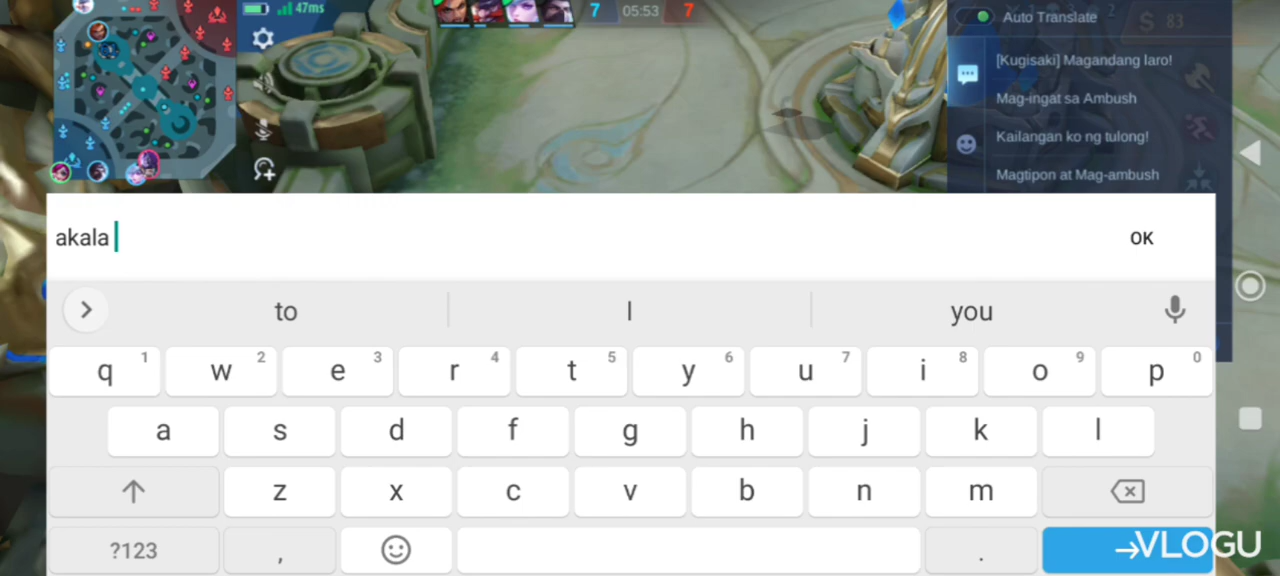 47ms
7 05:53 7
Auto Translate
$ 83
[Kugisaki] Magandang laro!
Mag-ingat sa Ambush
Kailangan ko ng tulong!
Magtipon at Mag-ambush
akala
OK
to I you
q 1 w 2 e 3 r 4 t 5 y 6 u 7 i 8 o 9 p 0
a s d f g h j k l
z x c v b n m
?123 , .
VLOGU